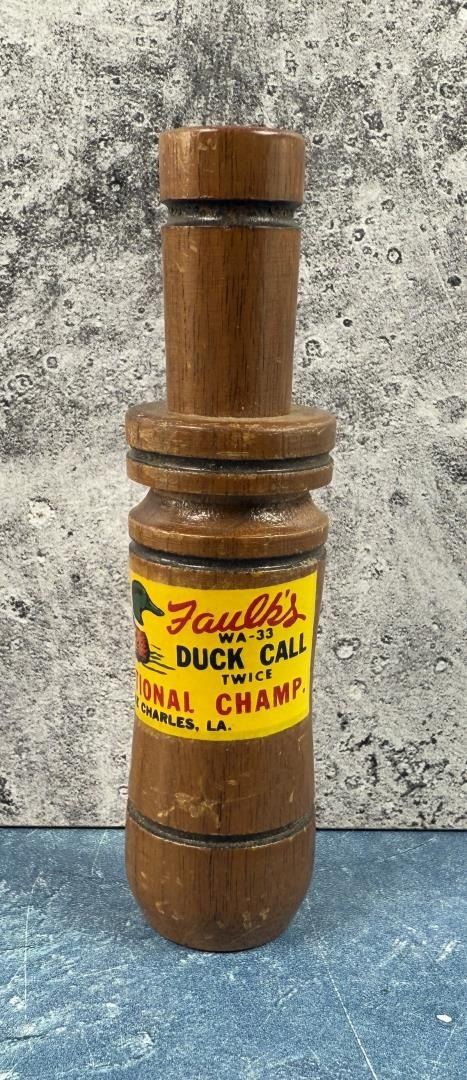 Faulk's
WA-33
DUCK CALL
TWICE
TIONAL CHAMP.
CHARLES, LA.